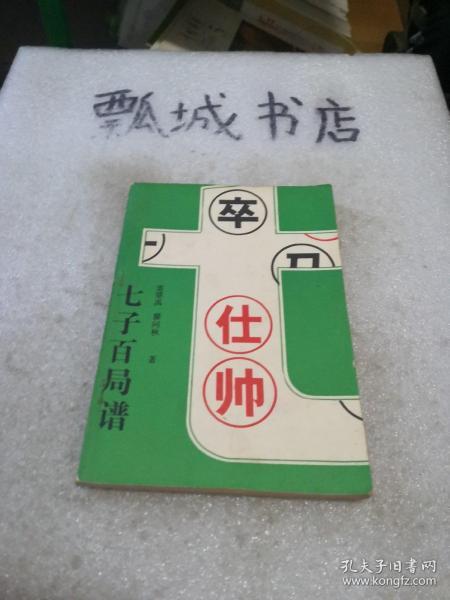 瓢城书店
卒
仕
帅
七子百局谱
著
孔夫子旧书网
www.kongfz.com